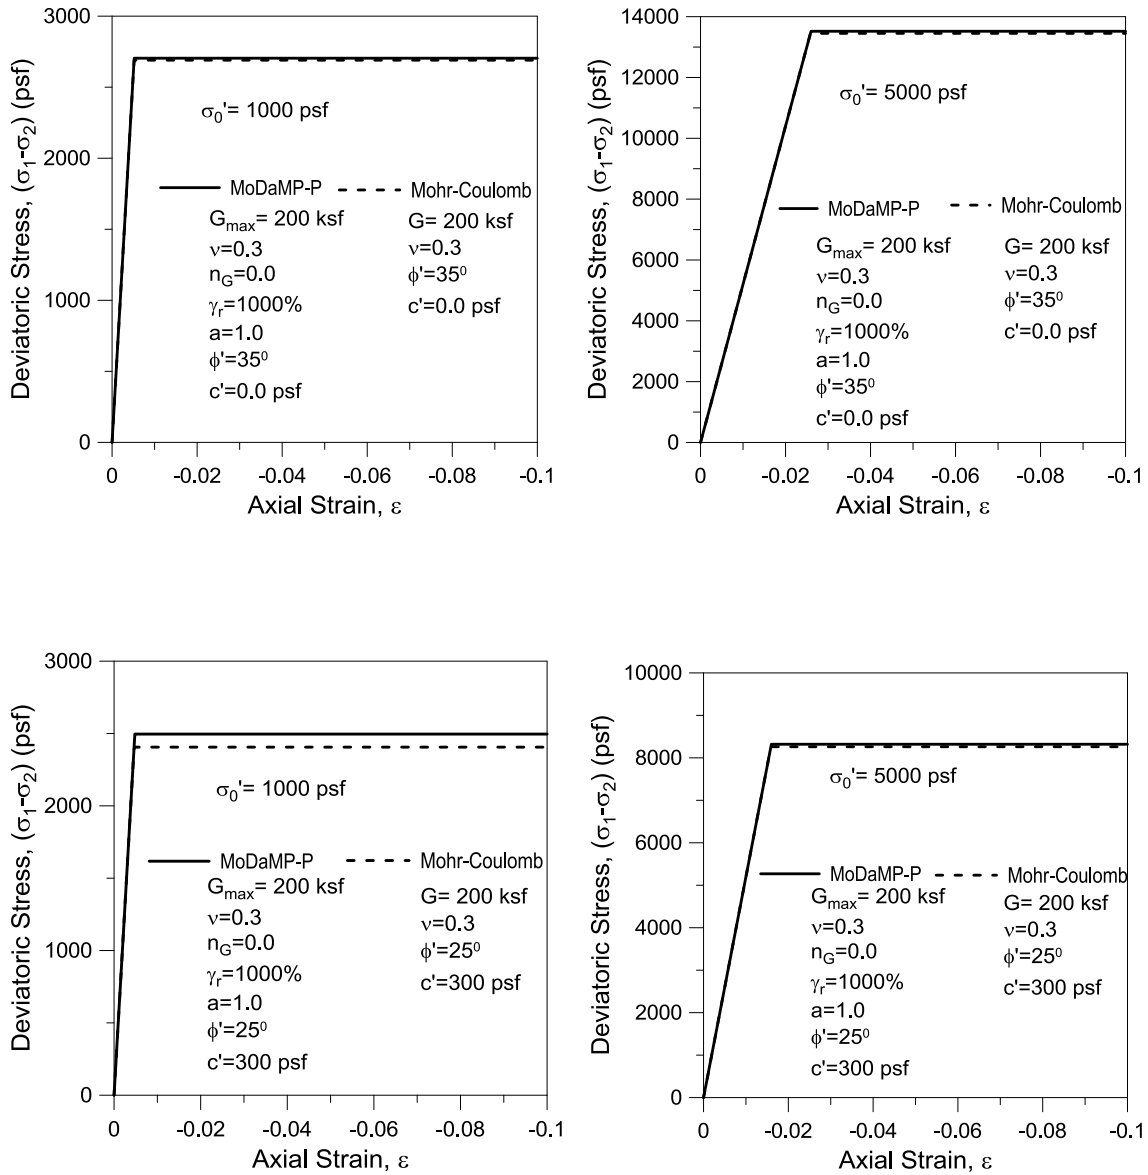 3000
2000
1000
0
Deviatoric Stress, (σ1-σ2) (psf)
σ0'= 1000 psf
MoDaMP-P
Mohr-Coulomb
Gmax= 200 ksf
ν=0.3
nG=0.0
γr=1000%
a=1.0
ϕ'=35⁰
c'=0.0 psf
G= 200 ksf
ν=0.3
ϕ'=35⁰
c'=0.0 psf
0 -0.02 -0.04 -0.06 -0.08 -0.1
Axial Strain, ε
14000
12000
10000
8000
6000
4000
2000
0
Deviatoric Stress, (σ1-σ2) (psf)
σ0'= 5000 psf
MoDaMP-P
Mohr-Coulomb
Gmax= 200 ksf
ν=0.3
nG=0.0
γr=1000%
a=1.0
ϕ'=35⁰
c'=0.0 psf
G= 200 ksf
ν=0.3
ϕ'=35⁰
c'=0.0 psf
0 -0.02 -0.04 -0.06 -0.08 -0.1
Axial Strain, ε
3000
2000
1000
0
Deviatoric Stress, (σ1-σ2) (psf)
σ0'= 1000 psf
MoDaMP-P
Mohr-Coulomb
Gmax= 200 ksf
ν=0.3
nG=0.0
γr=1000%
a=1.0
ϕ'=25⁰
c'=300 psf
G= 200 ksf
ν=0.3
ϕ'=25⁰
c'=300 psf
0 -0.02 -0.04 -0.06 -0.08 -0.1
Axial Strain, ε
10000
8000
6000
4000
2000
0
Deviatoric Stress, (σ1-σ2) (psf)
σ0'= 5000 psf
MoDaMP-P
Mohr-Coulomb
Gmax= 200 ksf
ν=0.3
nG=0.0
γr=1000%
a=1.0
ϕ'=25⁰
c'=300 psf
G= 200 ksf
ν=0.3
ϕ'=25⁰
c'=300 psf
0 -0.02 -0.04 -0.06 -0.08 -0.1
Axial Strain, ε